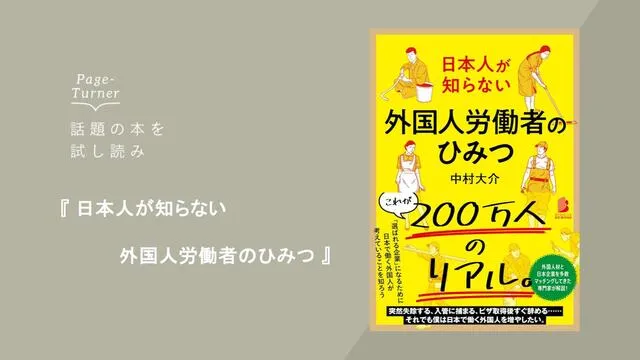 Page-
Turner
話題の本を
試し読み
『 日本人が知らない
外国人労働者のひみつ 』
日本人が
知らない
外国人労働者の
ひみつ
中村大介
これが
200万人
の
リアル。
「選ばれる企業」になるために
日本で働く外国人が
考えていることを知ろう
外国人材と
日本企業を多数
マッチングしてきた
専門家が解説!
突然失踪する、入管に捕まる、ビザ取得後すぐ辞める……
それでも僕は日本で働く外国人を増やしたい。